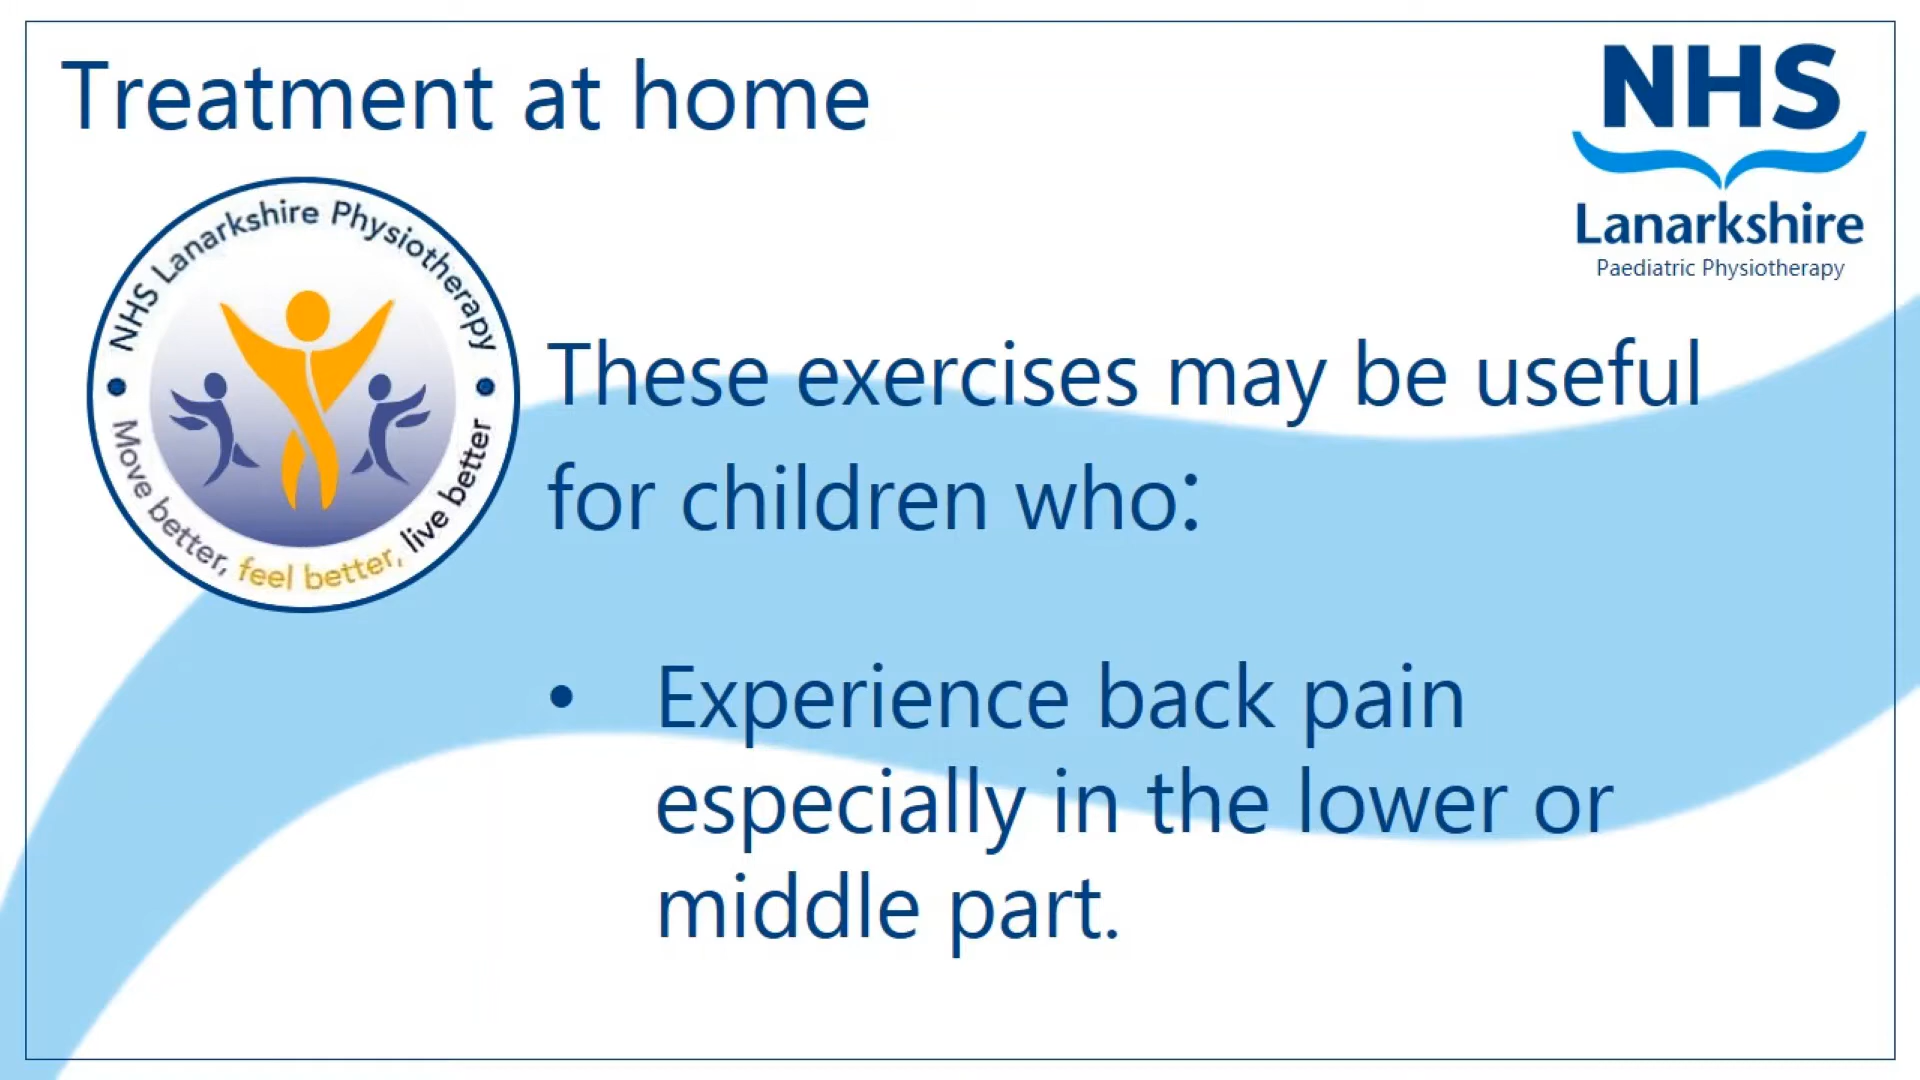 Treatment at home
NHS
Lanarkshire
Paediatric Physiotherapy
NHS Lanarkshire Physiotherapy
Move better, feel better, live better
These exercises may be useful
for children who:
• Experience back pain
especially in the lower or
middle part.